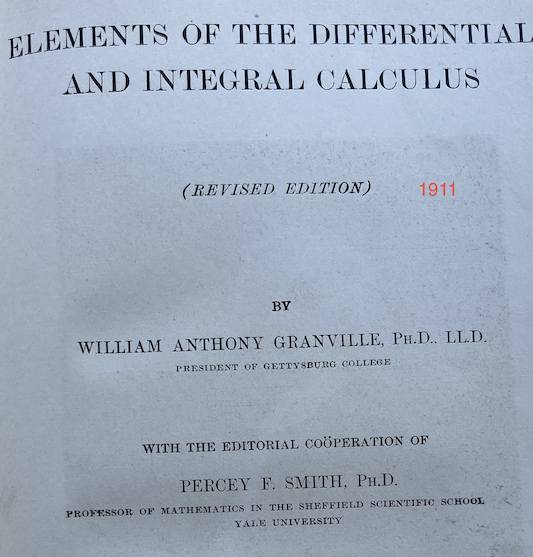 ELEMENTS OF THE DIFFERENTIAL
AND INTEGRAL CALCULUS
(REVISED EDITION) 1911
BY
WILLIAM ANTHONY GRANVILLE, PH.D., LL.D.
PRESIDENT OF GETTYSBURG COLLEGE
WITH THE EDITORIAL COÖPERATION OF
PERCEY F. SMITH, PH.D.
PROFESSOR OF MATHEMATICS IN THE SHEFFIELD SCIENTIFIC SCHOOL
YALE UNIVERSITY